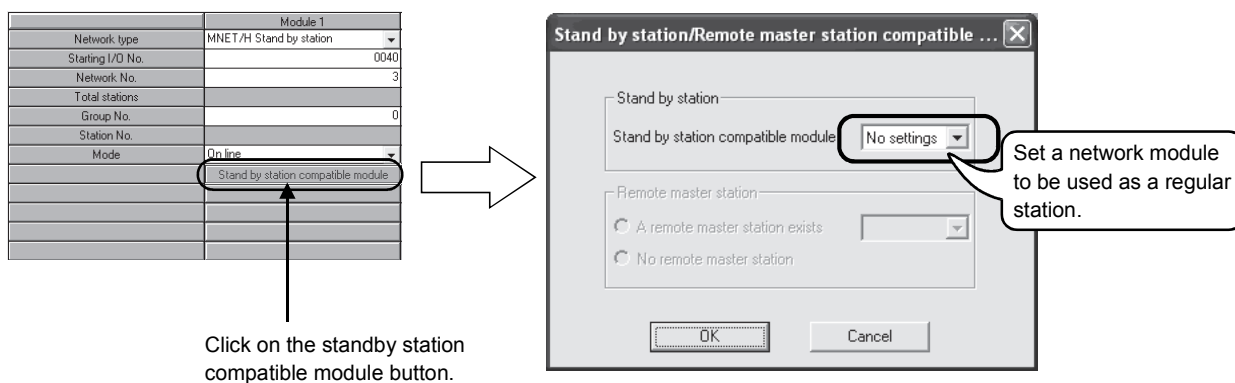 Module 1
Network type MNET/H Stand by station
Starting I/O No. 0040
Network No. 3
Total stations
Group No. 0
Station No.
Mode On line
Stand by station compatible module
Click on the standby station
compatible module button.
Stand by station/Remote master station compatible ...
Stand by station
Stand by station compatible module No settings
Remote master station
A remote master station exists
No remote master station
OK Cancel
Set a network module
to be used as a regular
station.